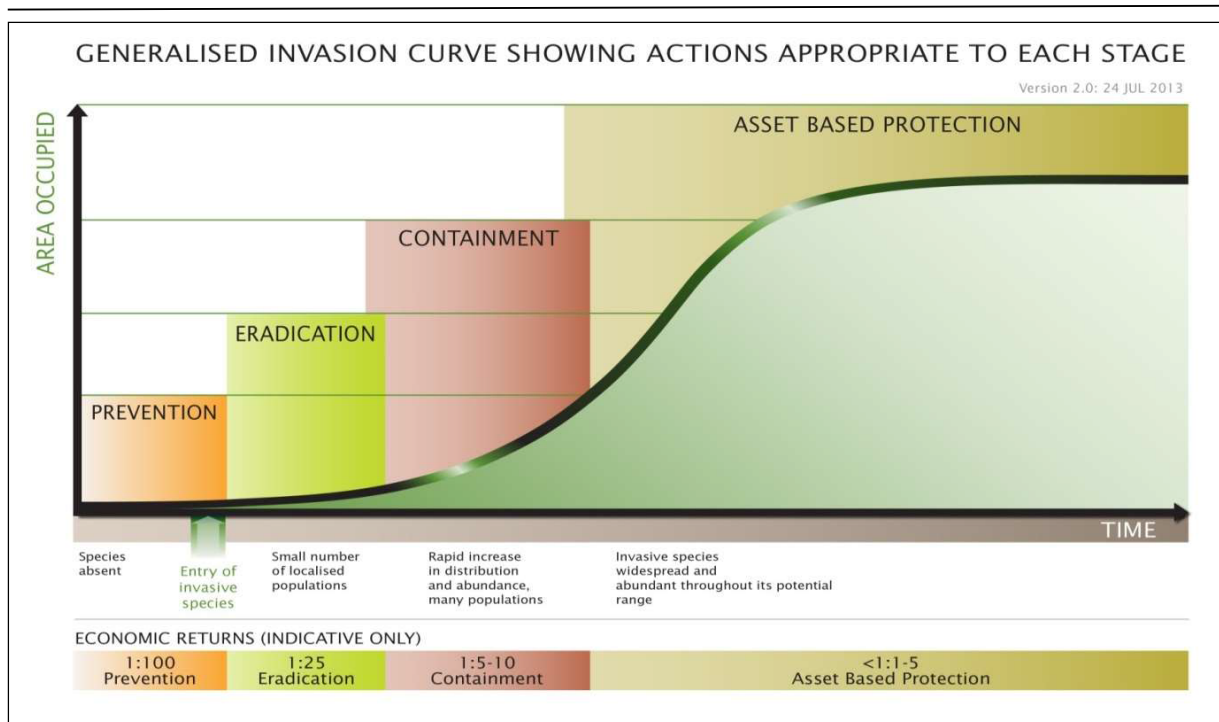 GENERALISED INVASION CURVE SHOWING ACTIONS APPROPRIATE TO EACH STAGE
Version 2.0: 24 JUL 2013
AREA OCCUPIED
ASSET BASED PROTECTION
CONTAINMENT
ERADICATION
PREVENTION
TIME
Species
absent
Entry of
invasive
species
Small number
of localised
populations
Rapid increase
in distribution
and abundance,
many populations
Invasive species
widespread and
abundant throughout its potential
range
ECONOMIC RETURNS (INDICATIVE ONLY)
1:100
Prevention
1:25
Eradication
1:5-10
Containment
<1:1-5
Asset Based Protection